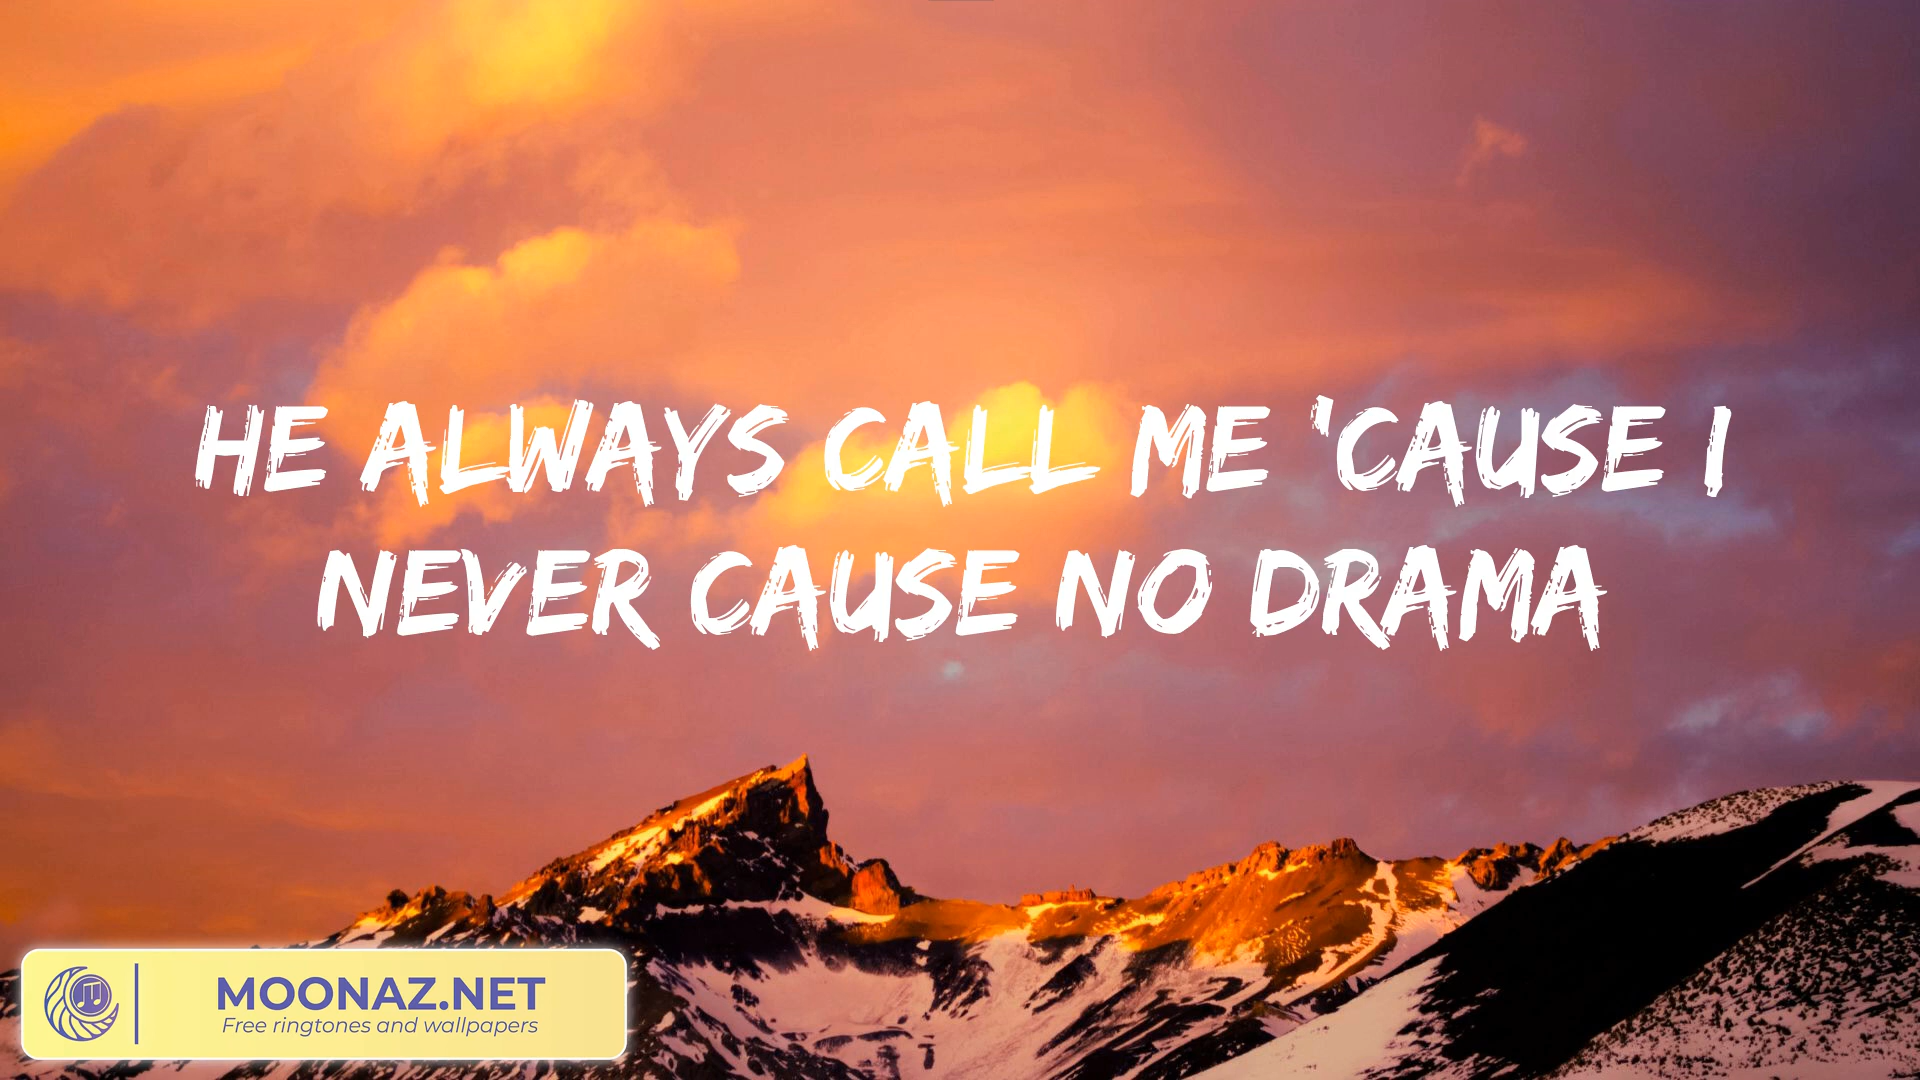 HE ALWAYS CALL ME 'CAUSE I
NEVER CAUSE NO DRAMA
MOONAZ.NET
Free ringtones and wallpapers